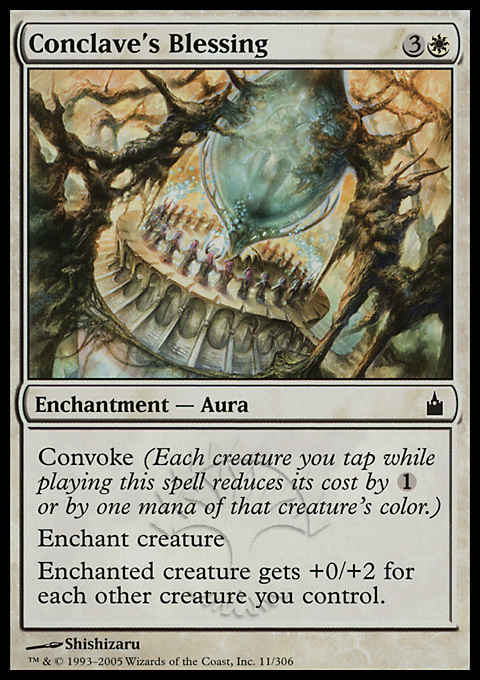 Conclave's Blessing 3
Enchantment — Aura
Convoke (Each creature you tap while
playing this spell reduces its cost by 1
or by one mana of that creature's color.)
Enchant creature
Enchanted creature gets +0/+2 for
each other creature you control.
Shishizaru
™ & © 1993–2005 Wizards of the Coast, Inc. 11/306